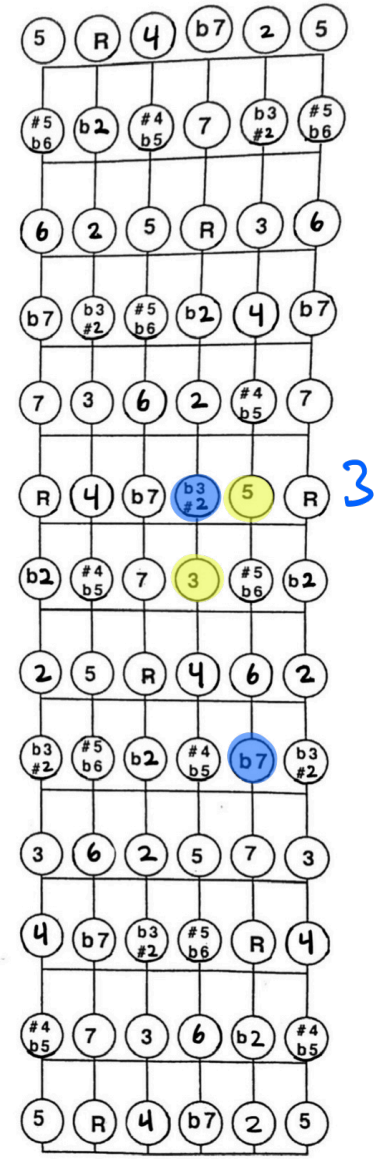 5 R 4 b7 2 5
#5 b2 #4 7 b3 #5
b6 b5 #2 b6
6 2 5 R 3 6
b7 b3 #5 b2 4 b7
#2 b6
7 3 6 2 #4 7
b5
R 4 b7 b3 5 R 3
#2
b2 #4 7 3 #5 b2
b5 b6
2 5 R 4 6 2
b3 #5 b2 #4 b7 b3
#2 b6 b5 #2
3 6 2 5 7 3
4 b7 b3 #5 R 4
#2 b6
#4 7 3 6 b2 #4
b5 b5
5 R 4 b7 2 5